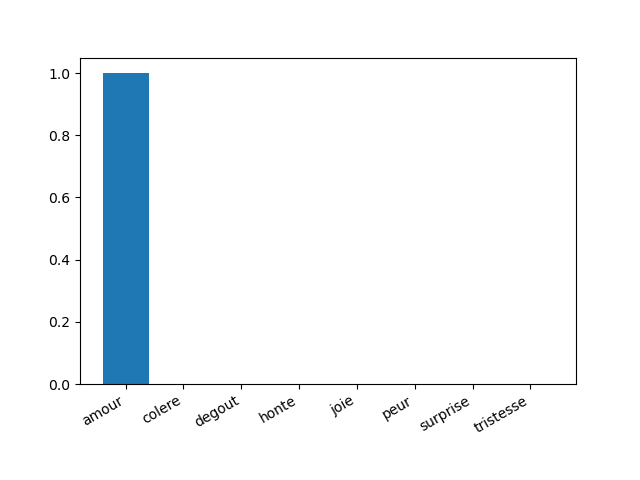 1.0
0.8
0.6
0.4
0.2
0.0
amour
colere
degout
honte
joie
peur
surprise
tristesse